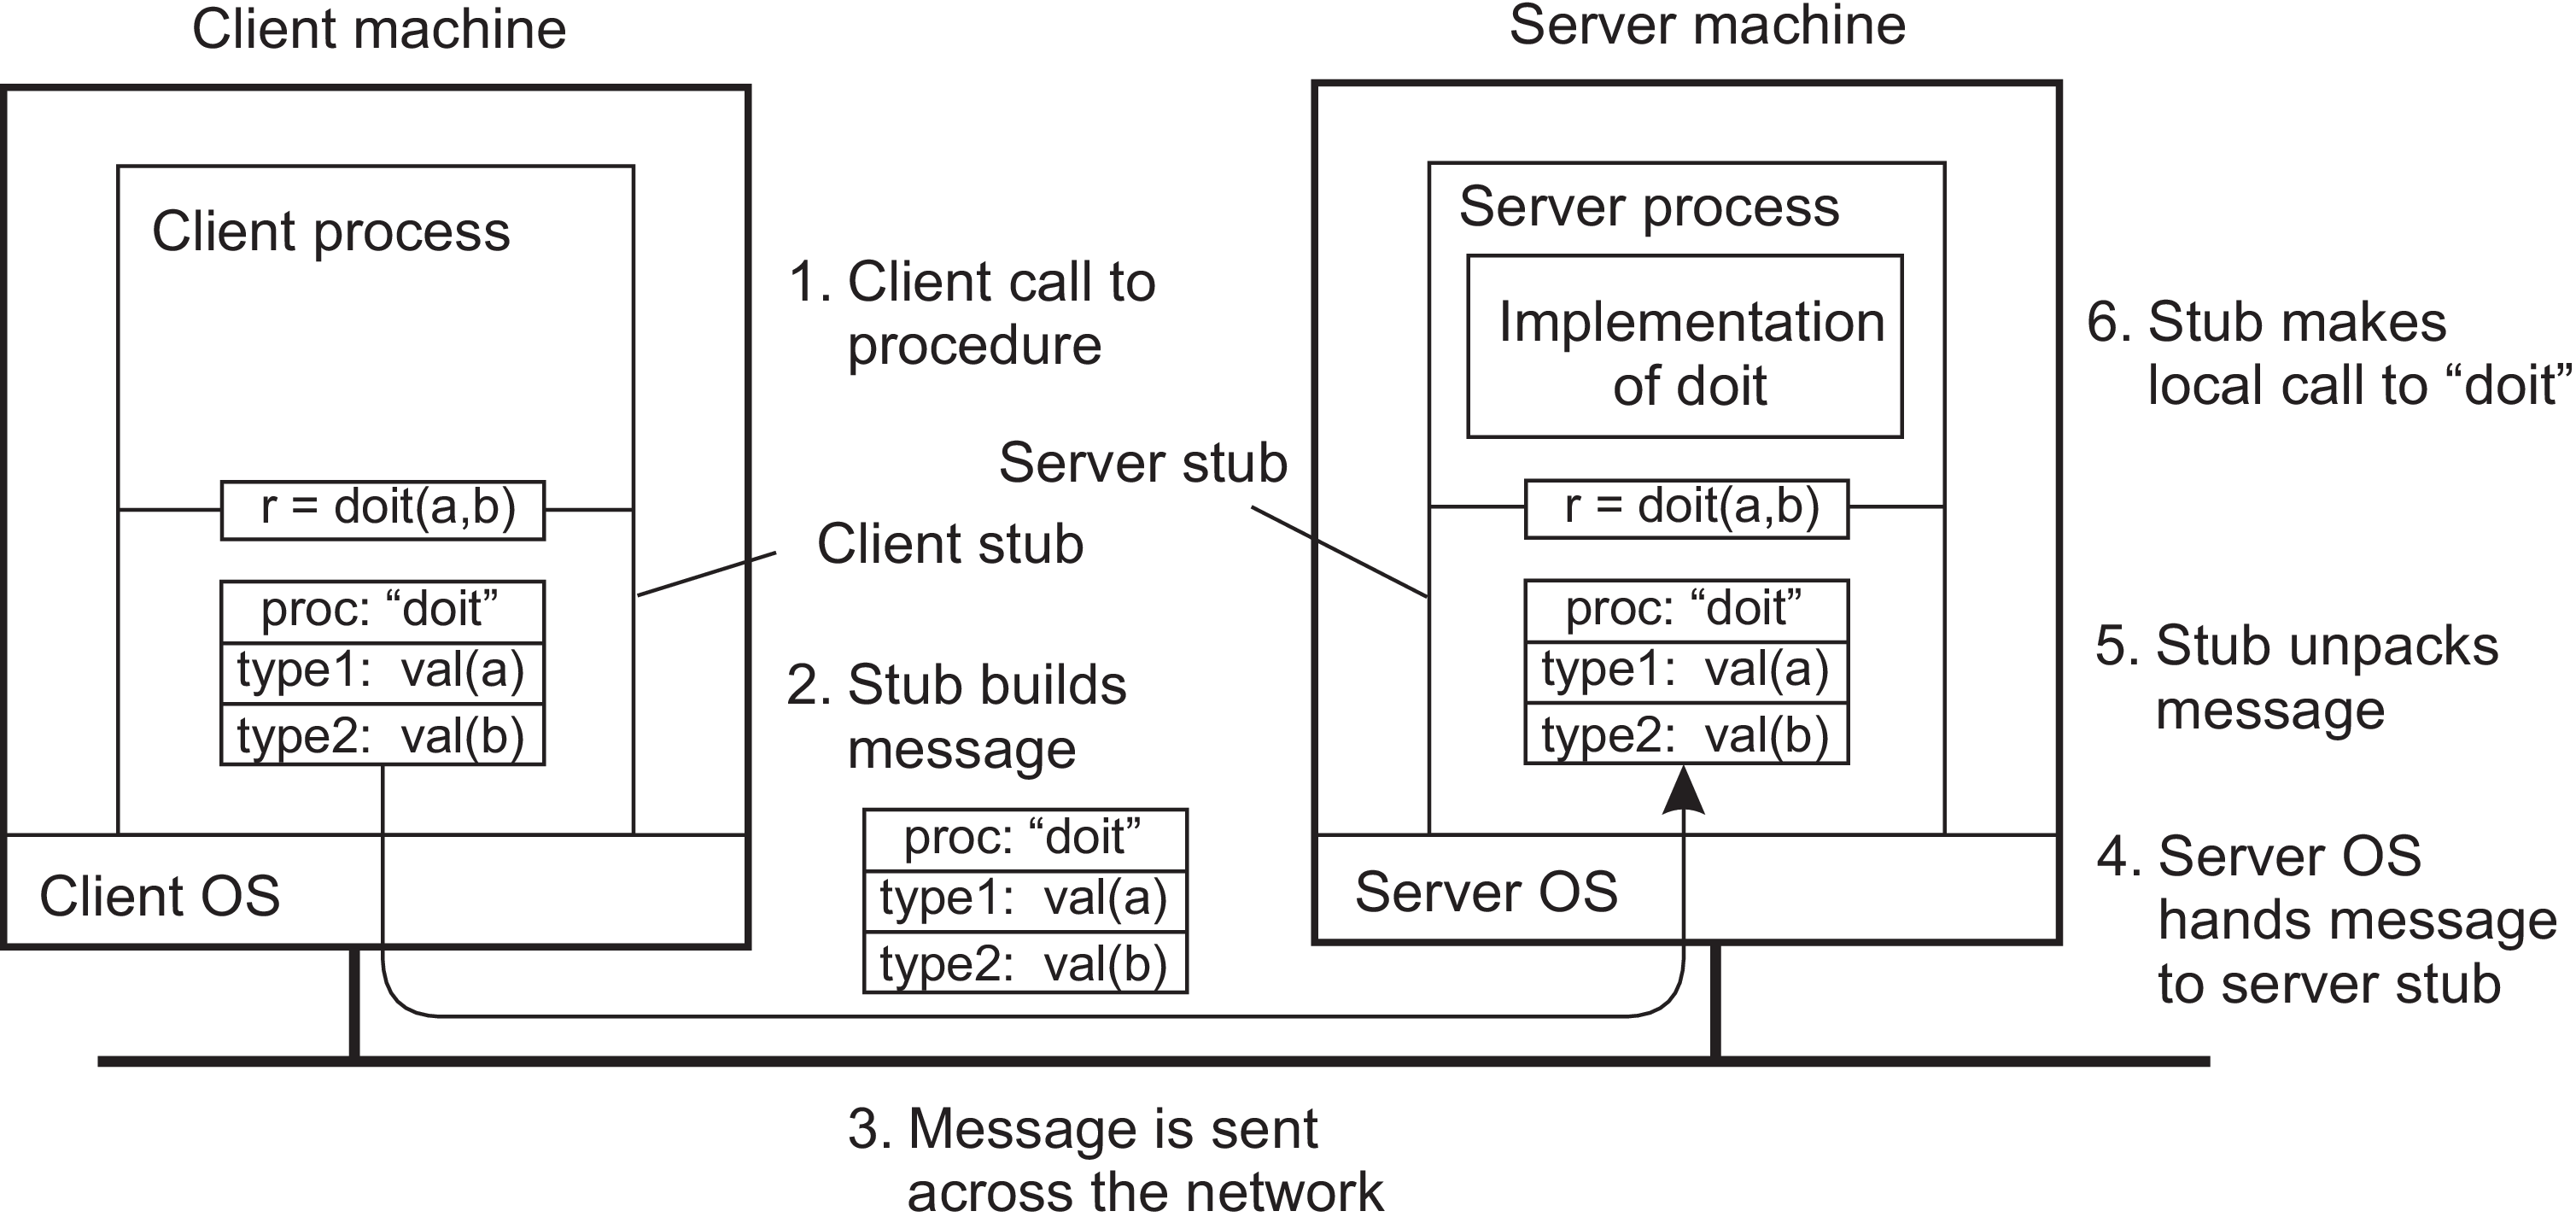 Client machine
Client process
r = doit(a,b)
proc: “doit”
type1: val(a)
type2: val(b)
Client OS
1. Client call to
procedure
Server stub
Client stub
2. Stub builds
message
proc: “doit”
type1: val(a)
type2: val(b)
3. Message is sent
across the network
Server machine
Server process
Implementation
of doit
r = doit(a,b)
proc: “doit”
type1: val(a)
type2: val(b)
Server OS
6. Stub makes
local call to “doit”
5. Stub unpacks
message
4. Server OS
hands message
to server stub